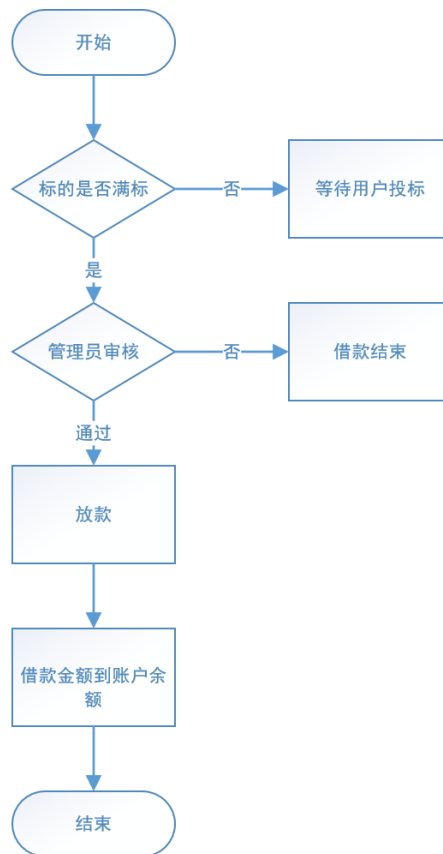 开始
标的是否满标
否
等待用户投标
是
管理员审核
否
借款结束
通过
放款
借款金额到账户余
额
结束